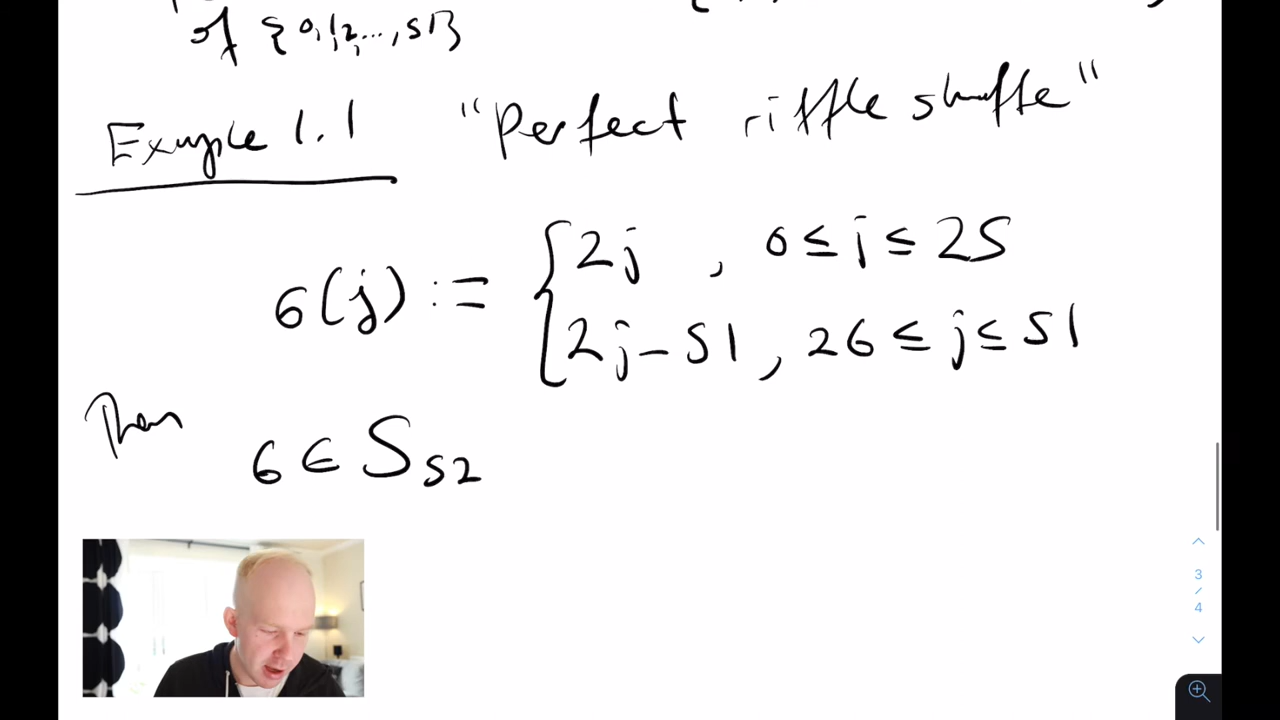 of {0,1,2,...,51}
Example 1.1 "Perfect riffle shuffle"
σ(j) := { 2j , 0 ≤ j ≤ 25
2j - 51 , 26 ≤ j ≤ 51
Then
σ ∈ S₅₂
3
/
4